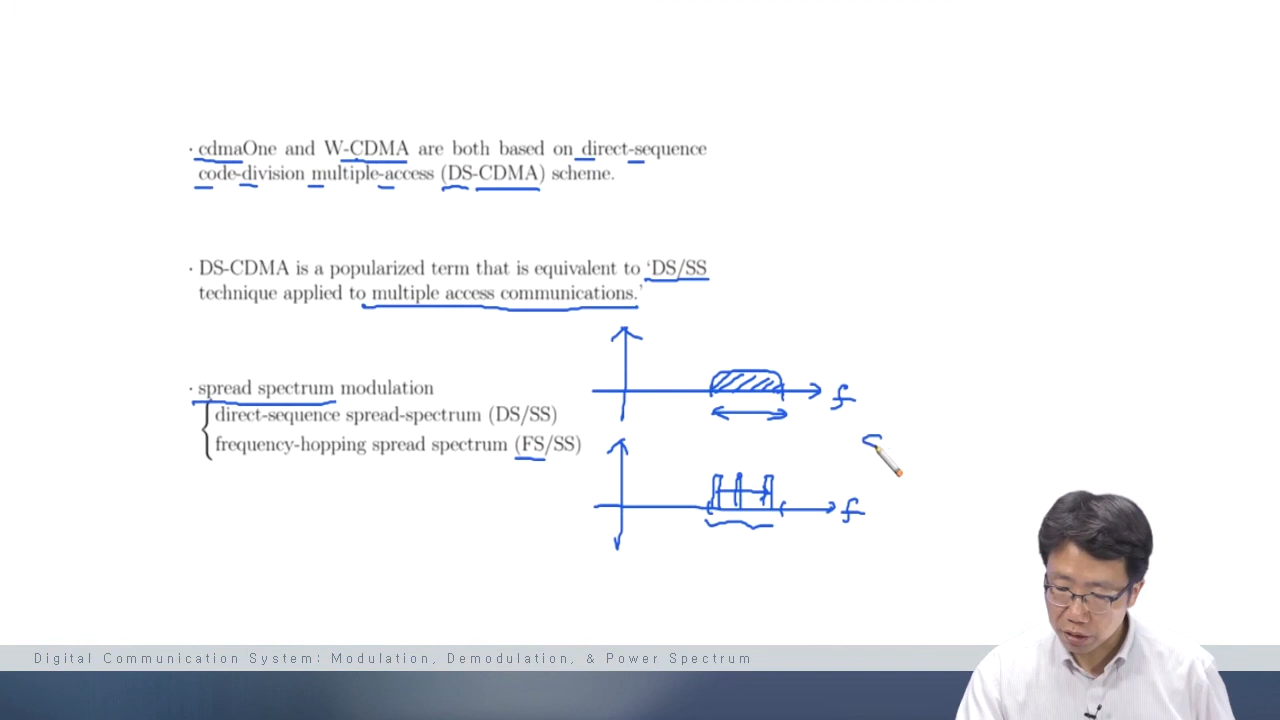 · cdmaOne and W-CDMA are both based on direct-sequence
code-division multiple-access (DS-CDMA) scheme.
· DS-CDMA is a popularized term that is equivalent to ‘DS/SS
technique applied to multiple access communications.’
· spread spectrum modulation
direct-sequence spread-spectrum (DS/SS)
frequency-hopping spread spectrum (FS/SS)
f
f
Digital Communication System: Modulation, Demodulation, & Power Spectrum